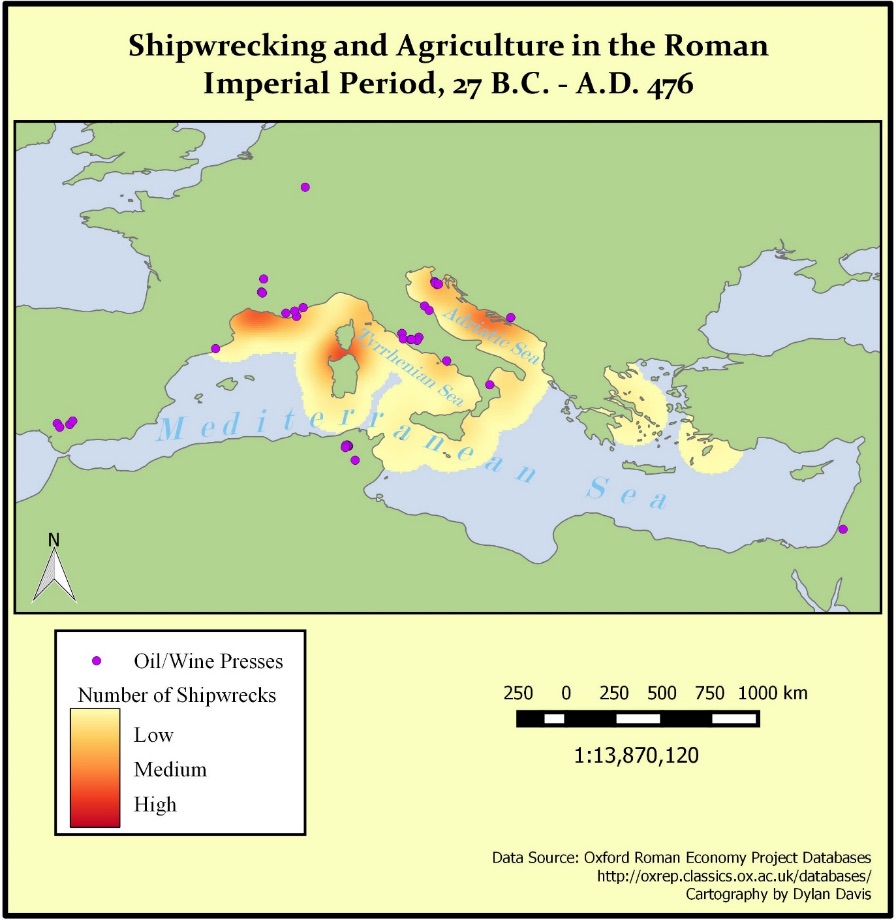 Shipwrecking and Agriculture in the Roman
Imperial Period, 27 B.C. - A.D. 476
Adriatic Sea
Tyrrhenian Sea
Mediterranean Sea
N
Oil/Wine Presses
Number of Shipwrecks
Low
Medium
High
250 0 250 500 750 1000 km
1:13,870,120
Data Source: Oxford Roman Economy Project Databases
http://oxrep.classics.ox.ac.uk/databases/
Cartography by Dylan Davis